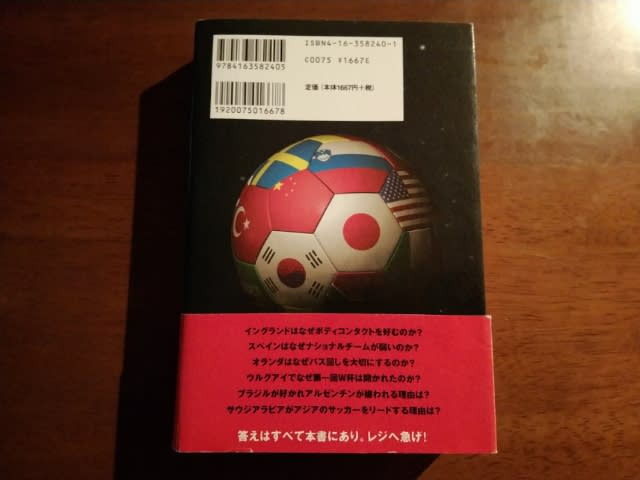 ISBN4-16-358240-1
C0075 ¥1667E
定価(本体1667円+税)
9784163582405
1920075016678
イングランドはなぜボディコンタクトを好むのか?
スペインはなぜナショナルチームが弱いのか?
オランダはなぜパス回しを大切にするのか?
ウルグアイでなぜ第一回W杯は開かれたのか?
ブラジルが好かれアルゼンチンが嫌われる理由は?
サウジアラビアがアジアのサッカーをリードする理由は?
答えはすべて本書にあり。レジへ急げ!